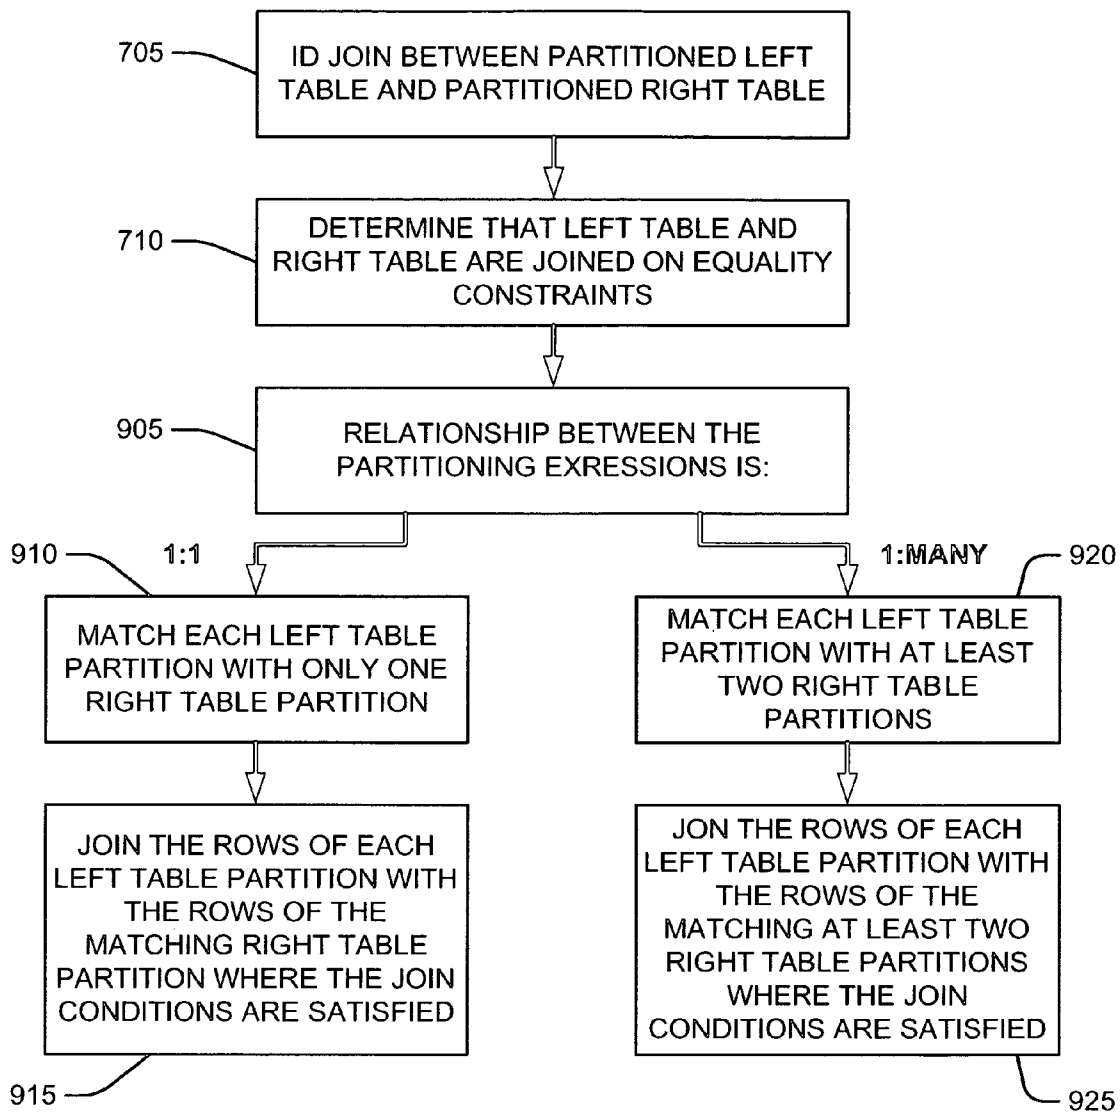 705
ID JOIN BETWEEN PARTITIONED LEFT
TABLE AND PARTITIONED RIGHT TABLE
710
DETERMINE THAT LEFT TABLE AND
RIGHT TABLE ARE JOINED ON EQUALITY
CONSTRAINTS
905
RELATIONSHIP BETWEEN THE
PARTITIONING EXRESSIONS IS:
910
1:1
1:MANY
920
MATCH EACH LEFT TABLE
PARTITION WITH ONLY ONE
RIGHT TABLE PARTITION
MATCH EACH LEFT TABLE
PARTITION WITH AT LEAST
TWO RIGHT TABLE
PARTITIONS
JOIN THE ROWS OF EACH
LEFT TABLE PARTITION WITH
THE ROWS OF THE
MATCHING RIGHT TABLE
PARTITION WHERE THE JOIN
CONDITIONS ARE SATISFIED
JON THE ROWS OF EACH
LEFT TABLE PARTITION WITH
THE ROWS OF THE
MATCHING AT LEAST TWO
RIGHT TABLE PARTITIONS
WHERE THE JOIN
CONDITIONS ARE SATISFIED
915
925